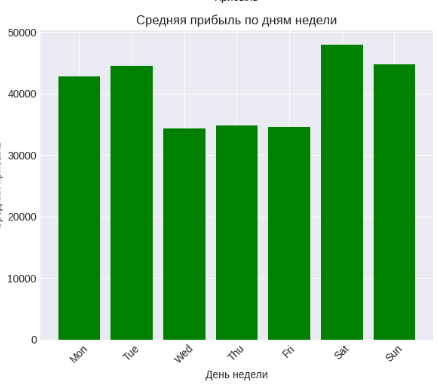 Средняя прибыль по дням недели
50000
40000
30000
20000
10000
0
Mon
Tue
Wed
Thu
Fri
Sat
Sun
День недели